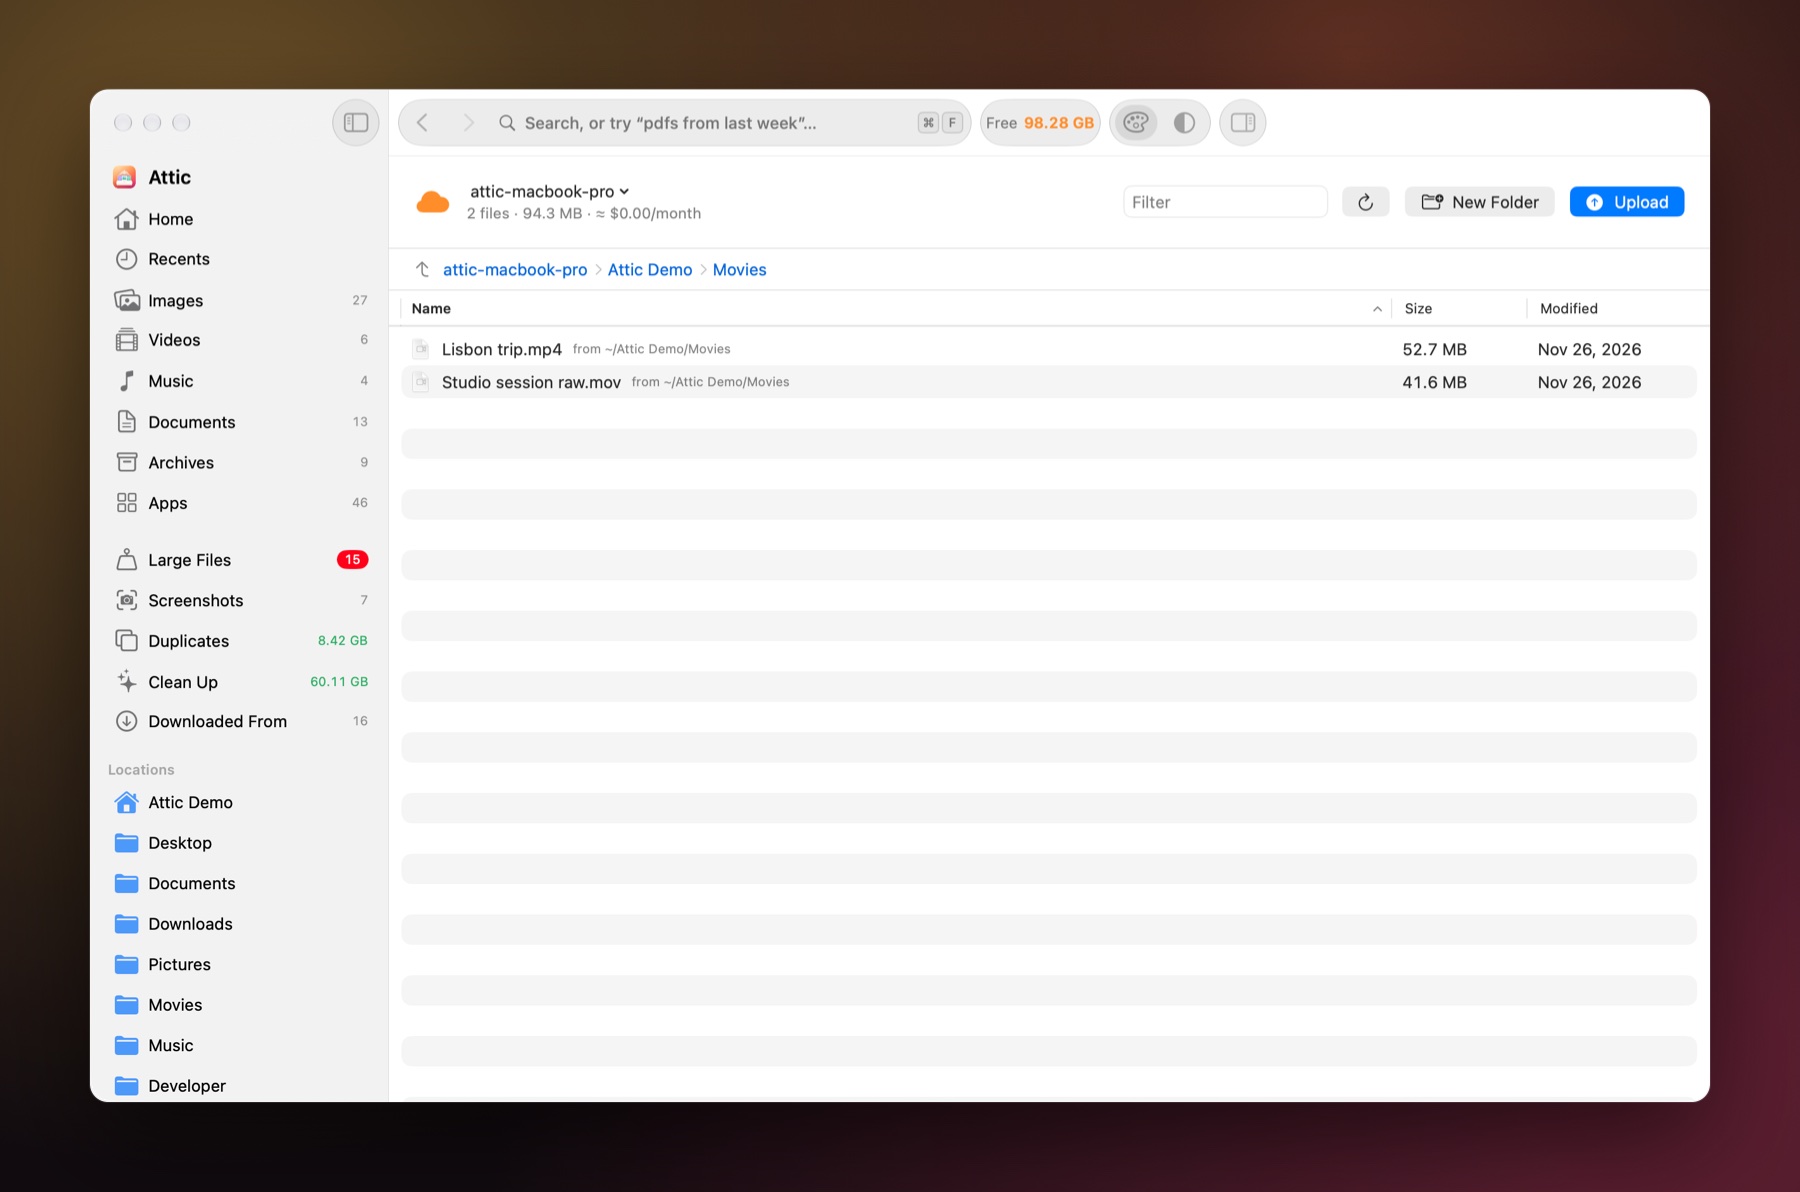 Search, or try “pdfs from last week”...
⌘ F
Free 98.28 GB
Attic
Home
Recents
Images 27
Videos 6
Music 4
Documents 13
Archives 9
Apps 46
Large Files 15
Screenshots 7
Duplicates 8.42 GB
Clean Up 60.11 GB
Downloaded From 16
Locations
Attic Demo
Desktop
Documents
Downloads
Pictures
Movies
Music
Developer
attic-macbook-pro
2 files · 94.3 MB · ≈ $0.00/month
Filter
New Folder
Upload
attic-macbook-pro > Attic Demo > Movies
Name Size Modified
Lisbon trip.mp4 from ~/Attic Demo/Movies 52.7 MB Nov 26, 2026
Studio session raw.mov from ~/Attic Demo/Movies 41.6 MB Nov 26, 2026